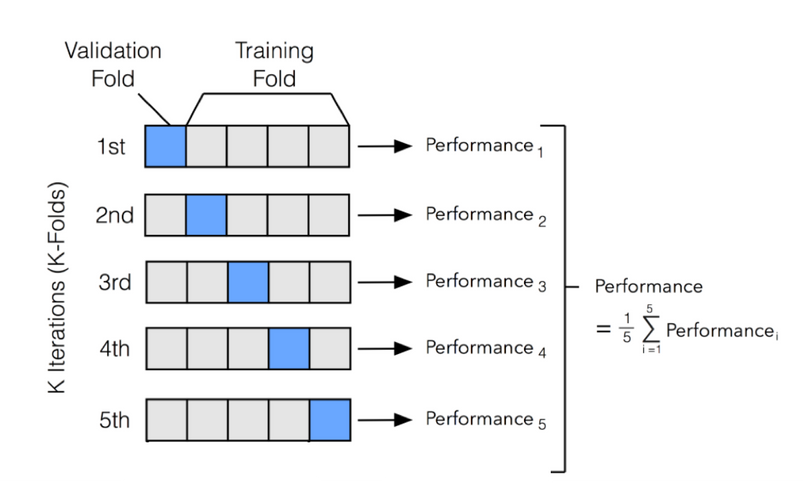 Validation
Fold
Training
Fold
K Iterations (K-Folds)
1st
Performance 1
2nd
Performance 2
3rd
Performance 3
4th
Performance 4
5th
Performance 5
Performance
= 1/5 5 ∑ i=1 Performance i